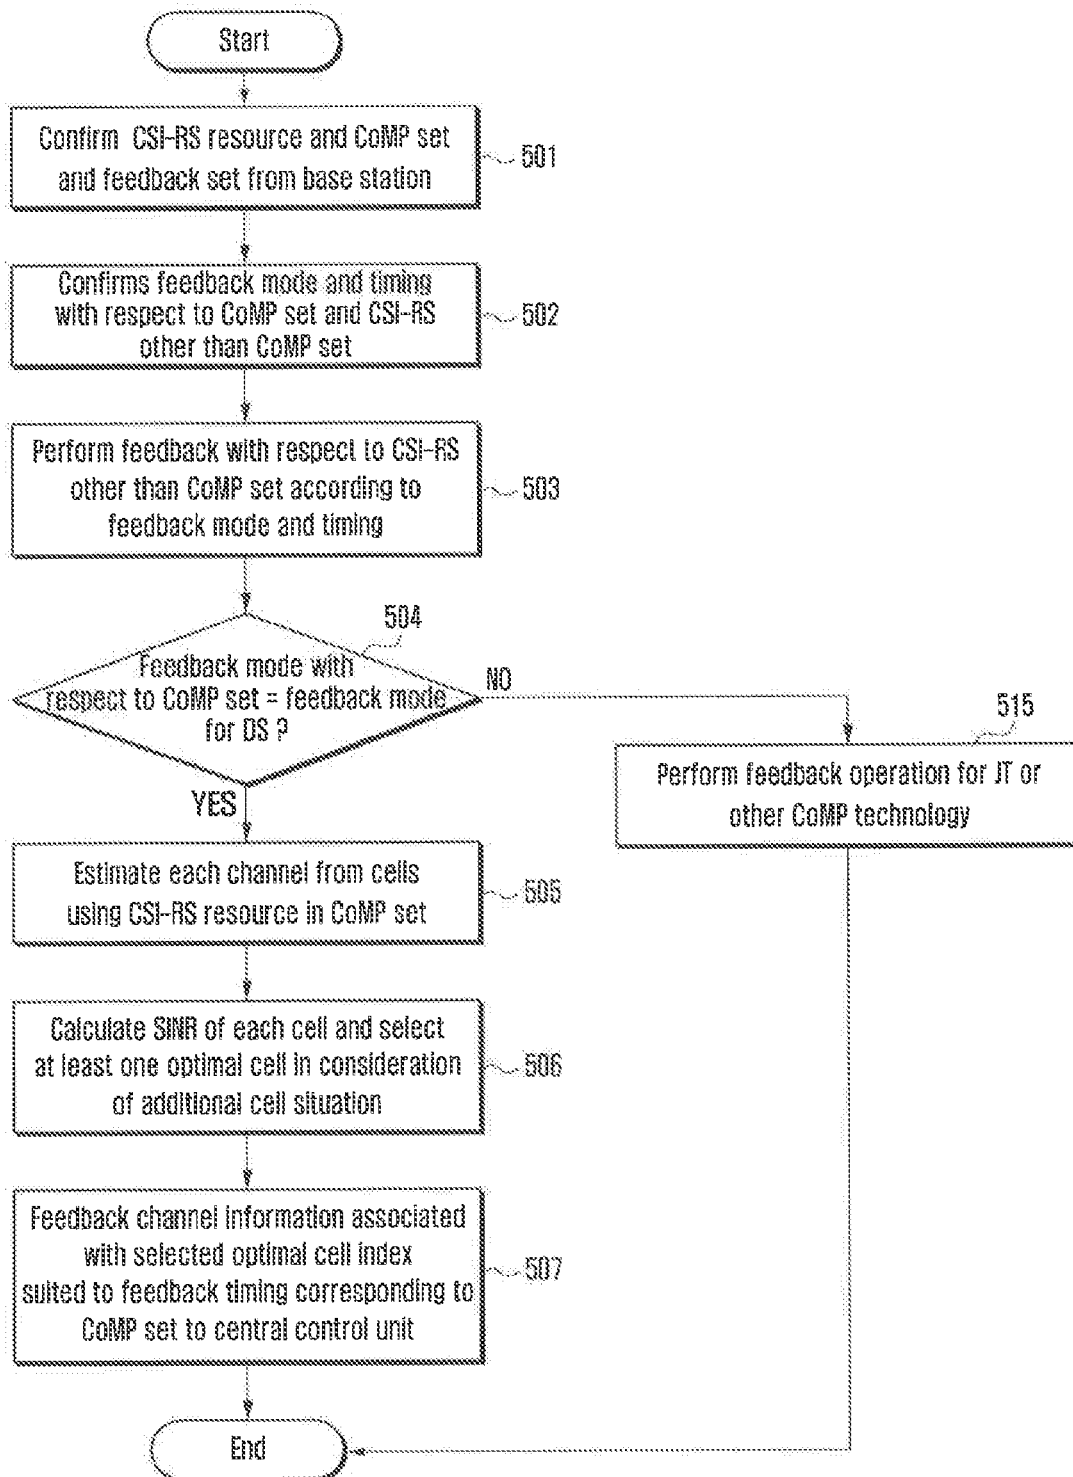 Start
Confirm CSI-RS resource and CoMP set
and feedback set from base station
501
Confirms feedback mode and timing
with respect to CoMP set and CSI-RS
other than CoMP set
502
Perform feedback with respect to CSI-RS
other than CoMP set according to
feedback mode and timing
503
504
Feedback mode with
respect to CoMP set = feedback mode
for DS ?
NO
YES
515
Perform feedback operation for JT or
other CoMP technology
Estimate each channel from cells
using CSI-RS resource in CoMP set
505
Calculate SINR of each cell and select
at least one optimal cell in consideration
of additional cell situation
506
Feedback channel information associated
with selected optimal cell index
suited to feedback timing corresponding to
CoMP set to central control unit
507
End